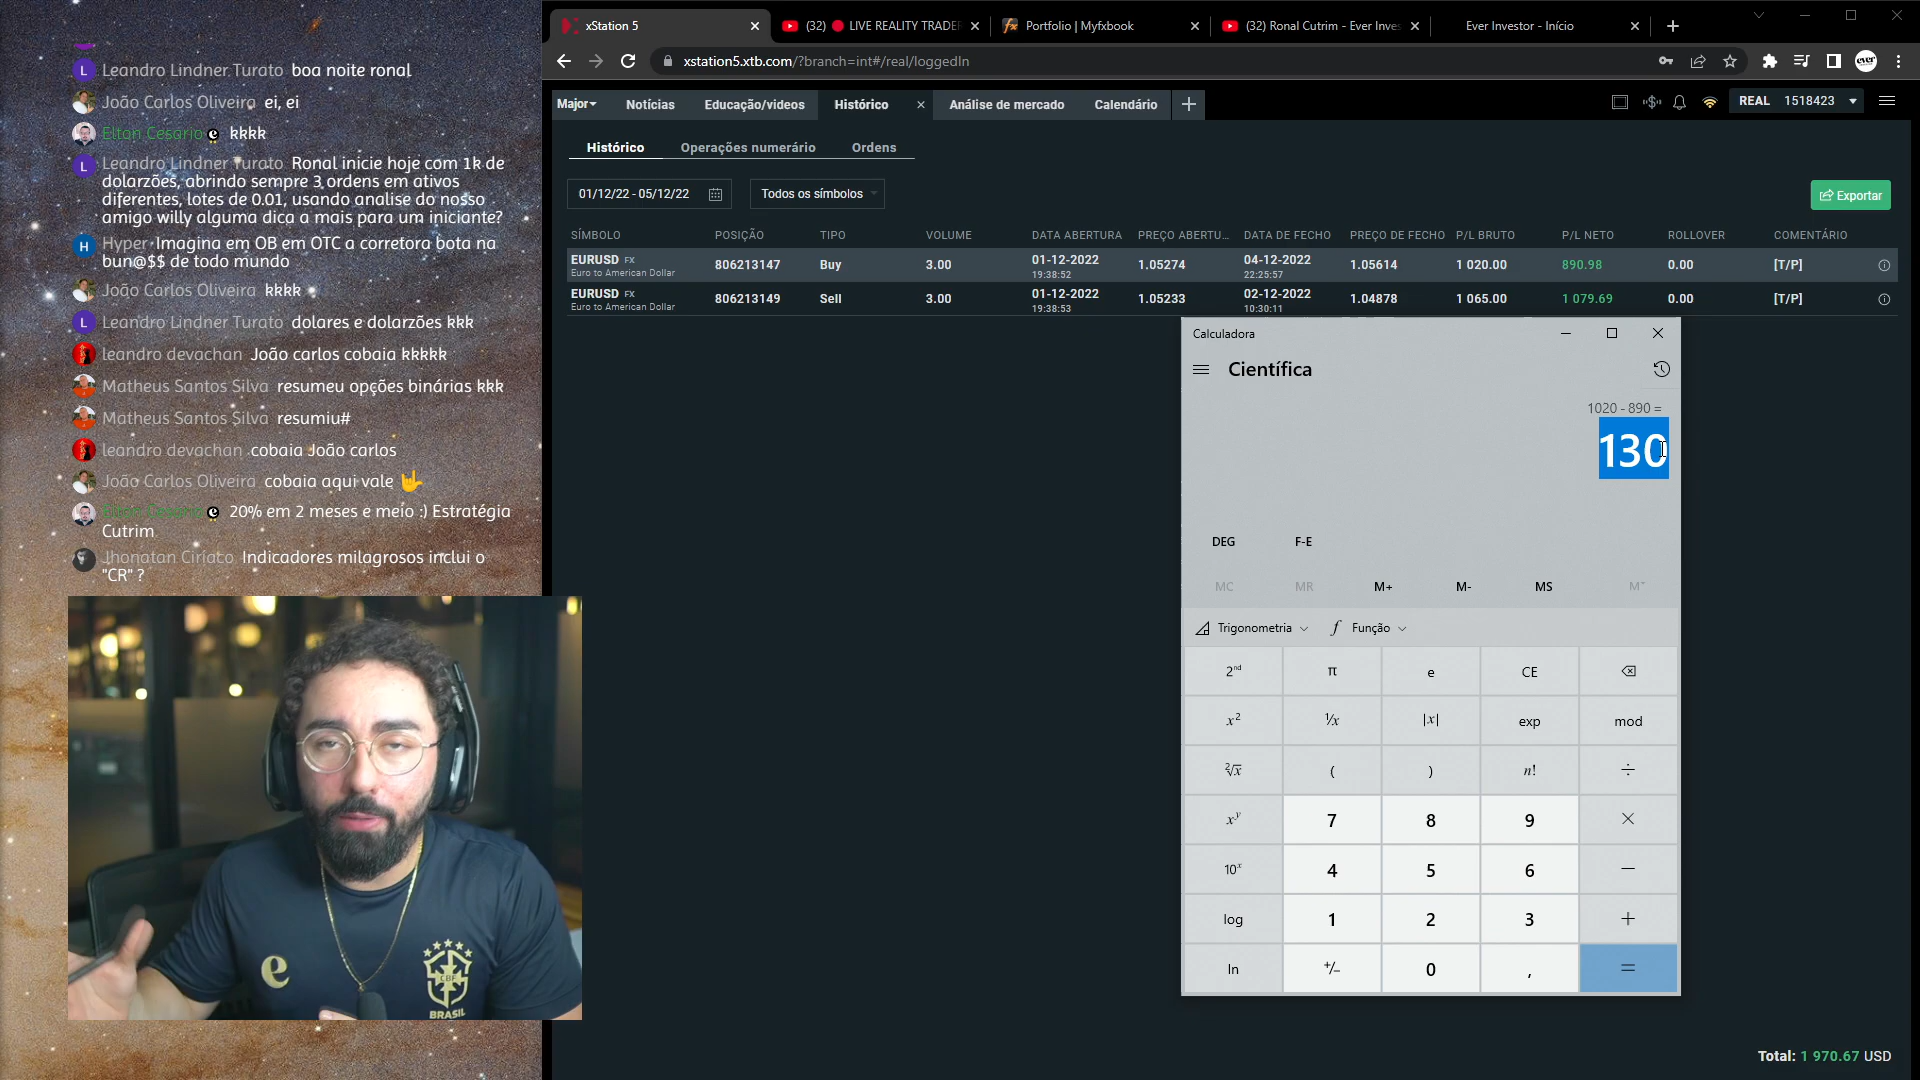 Leandro Lindner Turato boa noite ronal
João Carlos Oliveira ei, ei
Elton Cesário kkkk
Leandro Lindner Turato Ronal inicie hoje com 1k de
dolarzões, abrindo sempre 3 ordens em ativos
diferentes, lotes de 0.01, usando analise do nosso
amigo willy alguma dica a mais para um iniciante?
Hyper Imagina em OB em OTC a corretora bota na
bun@$$ de todo mundo
João Carlos Oliveira kkkk
Leandro Lindner Turato dolares e dolarzões kkk
leandro devachan João carlos cobaia kkkkk
Matheus Santos Silva resumeu opções binárias kkk
Matheus Santos Silva resumiu#
leandro devachan cobaia João carlos
João Carlos Oliveira cobaia aqui vale 🤟
Elton Cesário 20% em 2 meses e meio :) Estratégia
Cutrim
Jhonatan Ciríaco Indicadores milagrosos inclui o
"CR" ?
e
CBF
BRASIL
xStation 5
(32) 🔴 LIVE REALITY TRADER
Portfolio | Myfxbook
(32) Ronal Cutrim - Ever Inves
Ever Investor - Início
xstation5.xtb.com/?branch=int#/real/loggedIn
Major
Notícias
Educação/videos
Histórico
Análise de mercado
Calendário
REAL 1518423
Histórico
Operações numerário
Ordens
01/12/22 - 05/12/22
Todos os símbolos
Exportar
SÍMBOLO POSIÇÃO TIPO VOLUME DATA ABERTURA PREÇO ABERTU... DATA DE FECHO PREÇO DE FECHO P/L BRUTO P/L NETO ROLLOVER COMENTÁRIO
EURUSD FX 806213147 Buy 3.00 01-12-2022 1.05274 04-12-2022 1.05614 1 020.00 890.98 0.00 [T/P]
Euro to American Dollar 19:38:52 22:25:57
EURUSD FX 806213149 Sell 3.00 01-12-2022 1.05233 02-12-2022 1.04878 1 065.00 1 079.69 0.00 [T/P]
Euro to American Dollar 19:38:53 10:30:11
Calculadora
Científica
1020 - 890 =
130
DEG F-E
MC MR M+ M- MS M˅
Trigonometria f Função
2ⁿᵈ π e CE
x² ¹/x |x| exp mod
²√x ( ) n! ÷
xʸ 7 8 9 ×
10ˣ 4 5 6 −
log 1 2 3 +
ln +/− 0 , =
Total: 1 970.67 USD